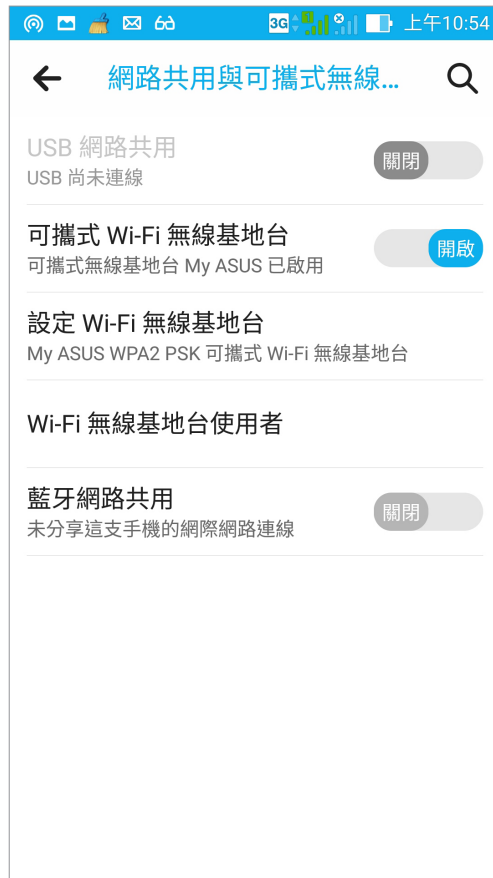 3G 上午10:54
網路共用與可攜式無線...
USB 網路共用
關閉
USB 尚未連線
可攜式 Wi-Fi 無線基地台
開啟
可攜式無線基地台 My ASUS 已啟用
設定 Wi-Fi 無線基地台
My ASUS WPA2 PSK 可攜式 Wi-Fi 無線基地台
Wi-Fi 無線基地台使用者
藍牙網路共用
關閉
未分享這支手機的網際網路連線